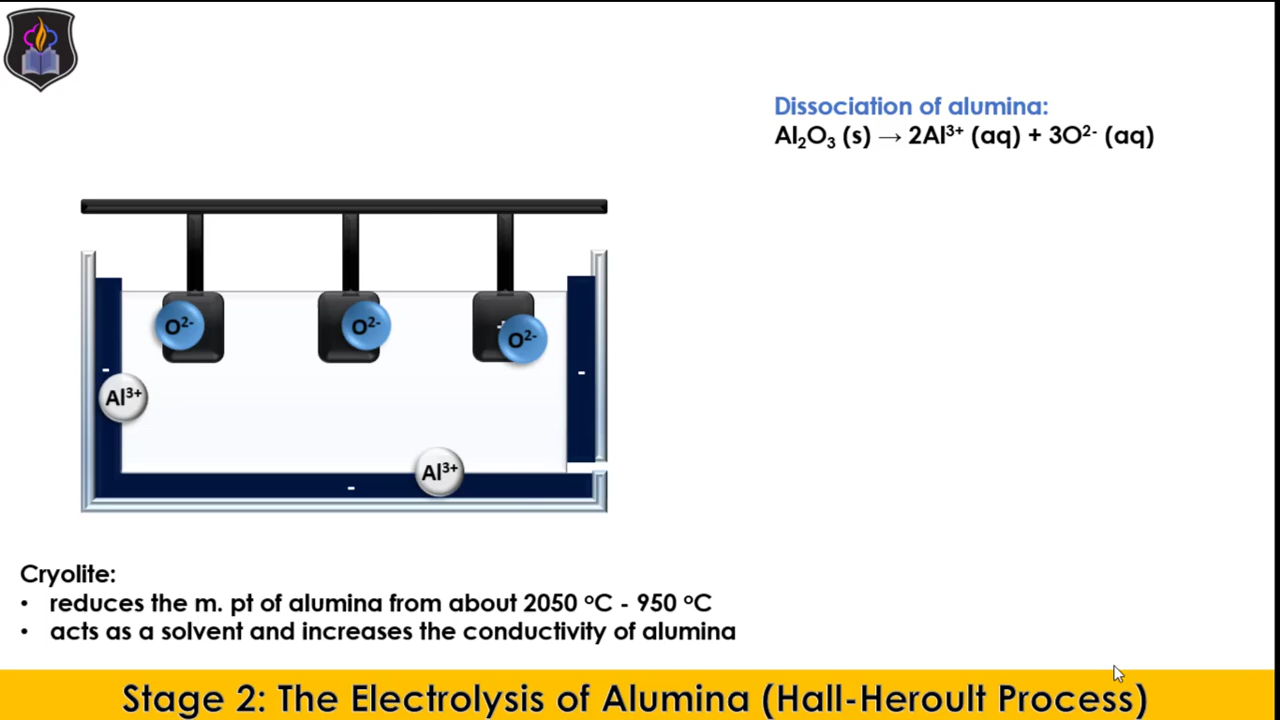 Dissociation of alumina:
Al₂O₃ (s) → 2Al³⁺ (aq) + 3O²⁻ (aq)
O²⁻
O²⁻
O²⁻
-
-
Al³⁺
Al³⁺
-
Cryolite:
• reduces the m. pt of alumina from about 2050 ᵒC - 950 ᵒC
• acts as a solvent and increases the conductivity of alumina
Stage 2: The Electrolysis of Alumina (Hall-Heroult Process)